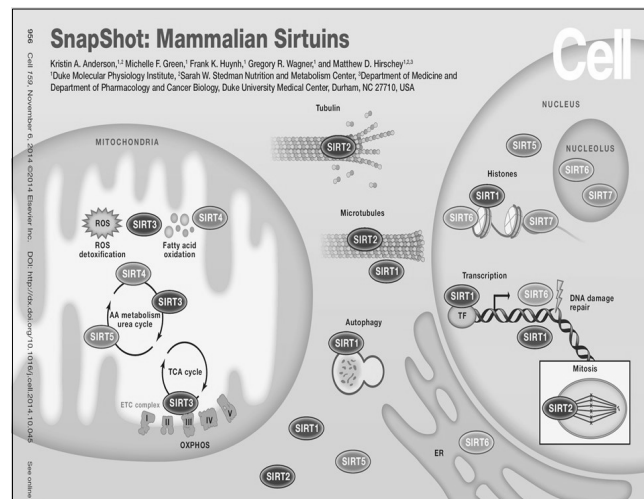 SnapShot: Mammalian Sirtuins
Kristin A. Anderson,1,2 Michelle F. Green,1 Frank K. Huynh,1 Gregory R. Wagner,1 and Matthew D. Hirschey1,2,3
1Duke Molecular Physiology Institute, 2Sarah W. Stedman Nutrition and Metabolism Center, 3Department of Medicine and
Department of Pharmacology and Cancer Biology, Duke University Medical Center, Durham, NC 27710, USA
Cell
956 Cell 159, November 6, 2014 ©2014 Elsevier Inc. DOI: http://dx.doi.org/10.1016/j.cell.2014.10.045 See online
MITOCHONDRIA
ROS
ROS
detoxification
SIRT3
Fatty acid
oxidation
SIRT4
SIRT4
SIRT3
AA metabolism
urea cycle
SIRT5
TCA cycle
SIRT3
ETC complex
I
II
III
IV
V
OXPHOS
Tubulin
SIRT2
Microtubules
SIRT2
SIRT1
Autophagy
SIRT1
SIRT1
SIRT5
SIRT2
ER
SIRT6
NUCLEUS
SIRT5
NUCLEOLUS
SIRT6
SIRT7
Histones
SIRT1
SIRT6
SIRT7
Transcription
SIRT1
TF
SIRT6
SIRT1
DNA damage
repair
Mitosis
SIRT2